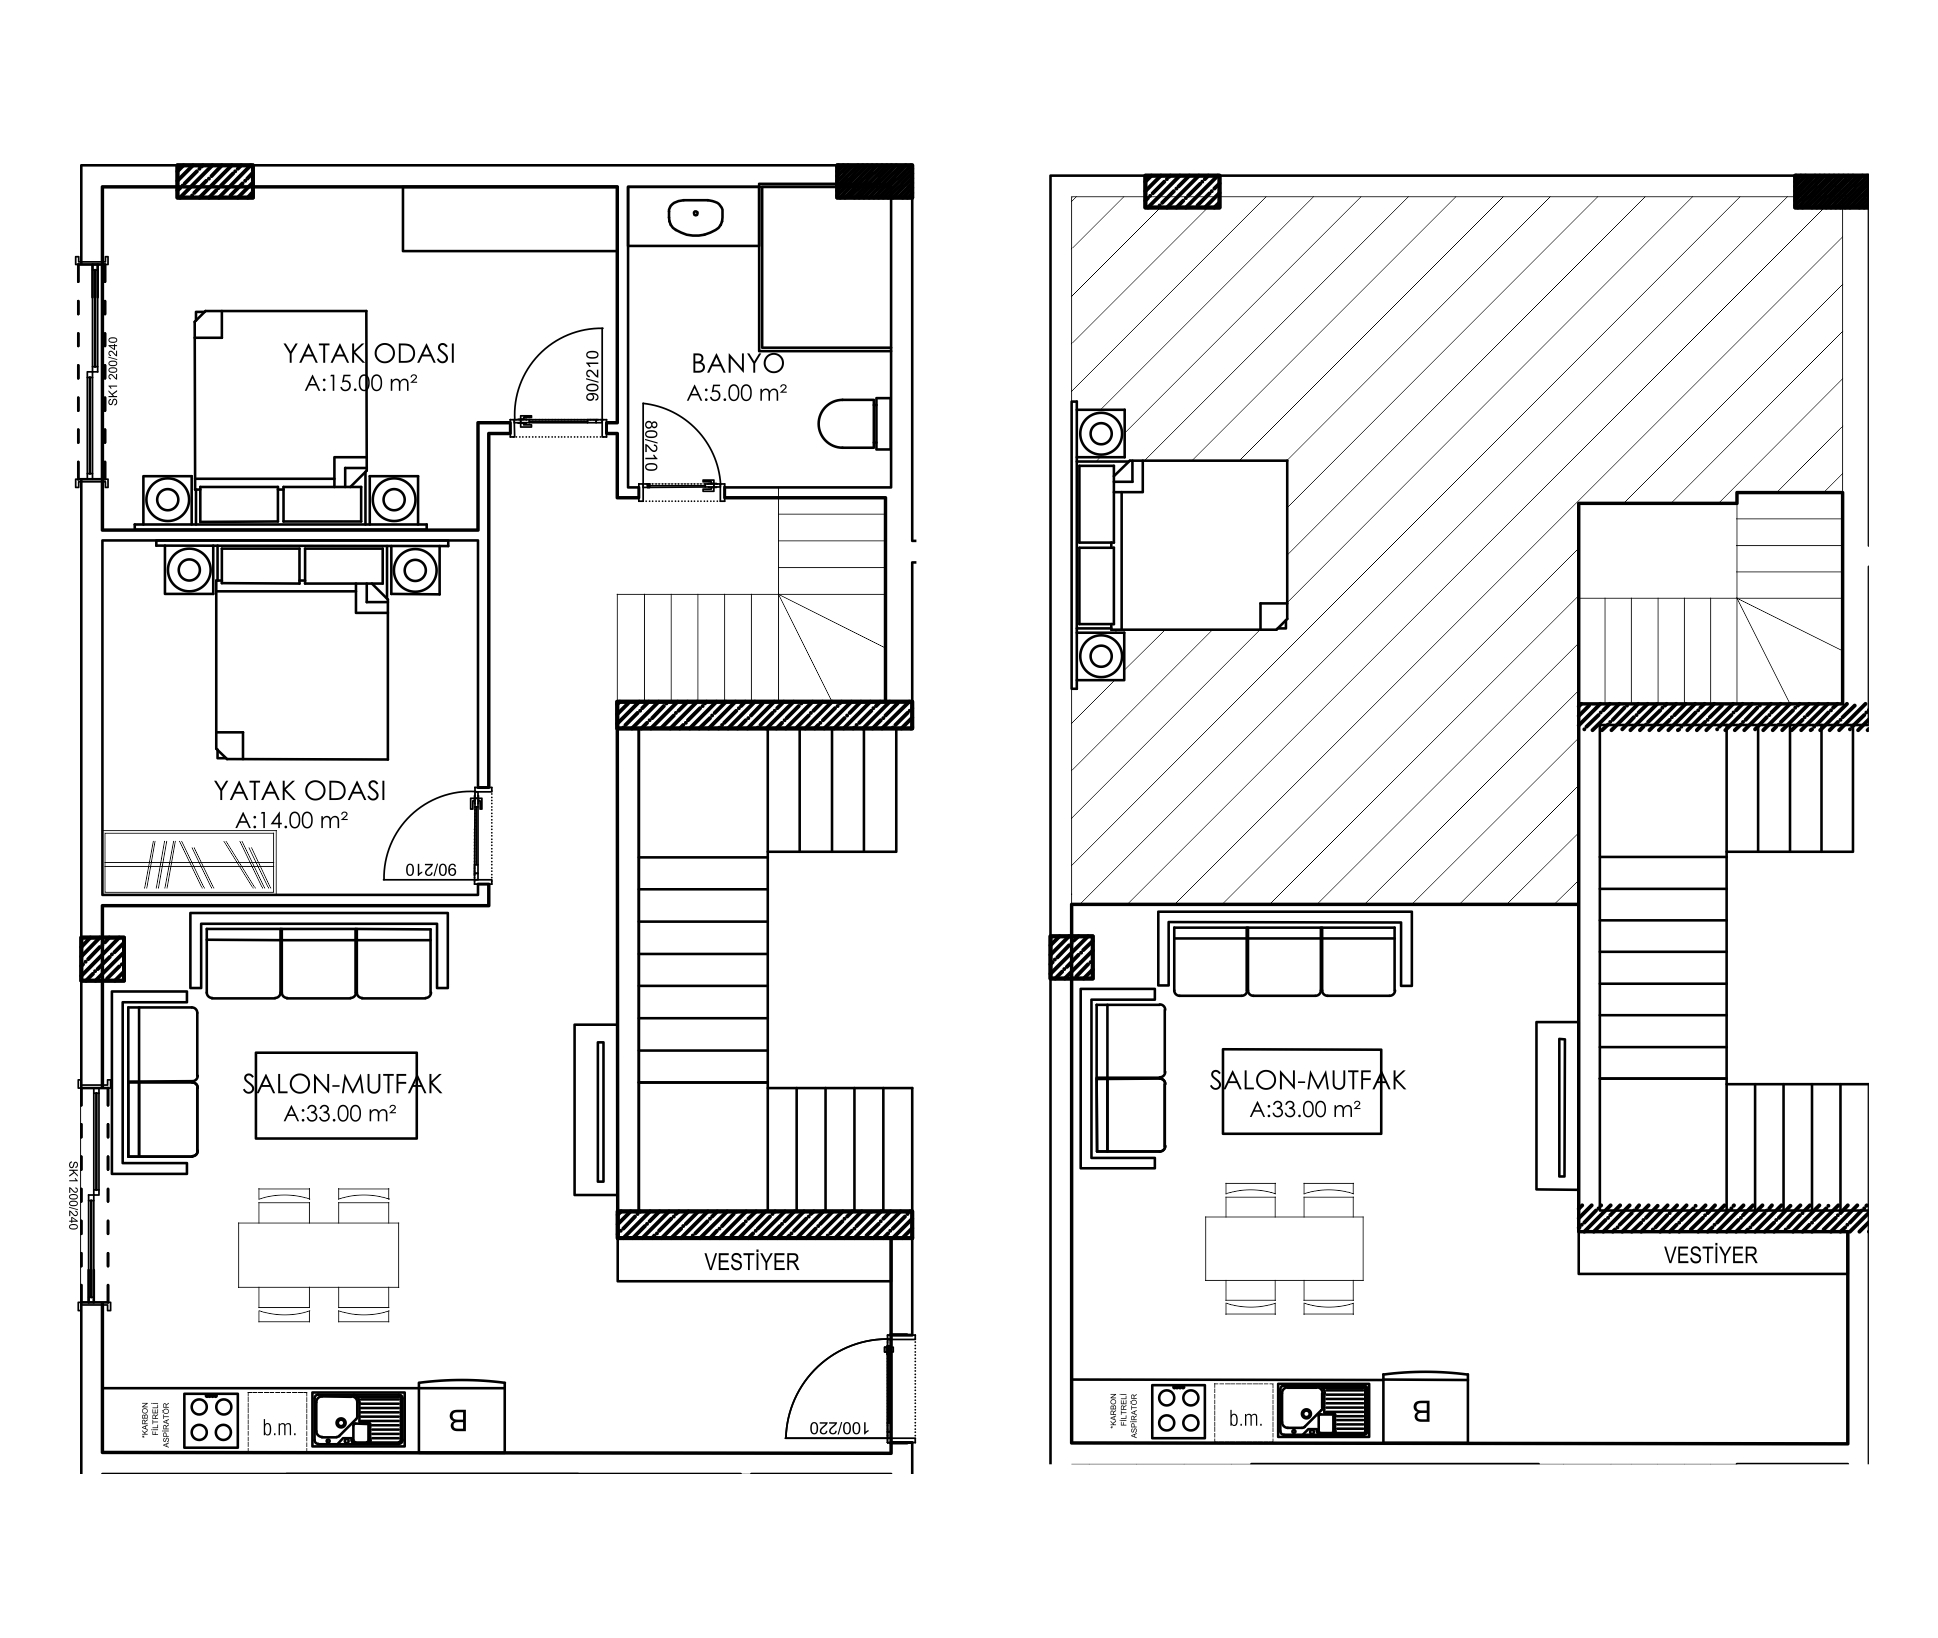 YATAK ODASI
A:15.00 m²
SK1 200/240
90/210
BANYO
A:5.00 m²
80/210
YATAK ODASI
A:14.00 m²
90/210
SALON-MUTFAK
A:33.00 m²
SK1 200/240
VESTİYER
100/220
*KARBON
FİLTRELİ
ASPİRATÖR
b.m.
B
SALON-MUTFAK
A:33.00 m²
VESTİYER
*KARBON
FİLTRELİ
ASPİRATÖR
b.m.
B